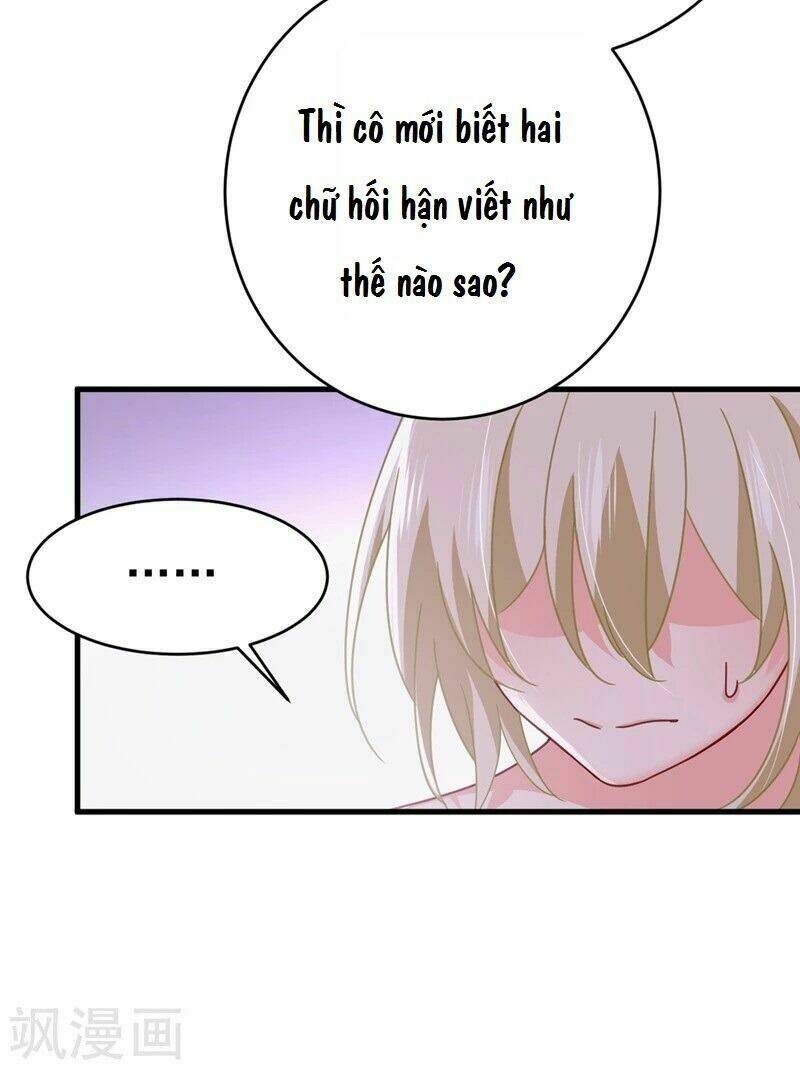 Thì cô mới biết hai
chữ hối hận viết như
thế nào sao?
......
飒漫画